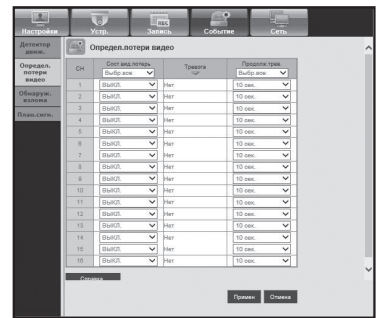 Настройки Устр. Запись Событие Сеть
REC
Детектор движ.
Определ. потери видео
Обнаруж. взлома
План.сигн.
Определ.потери видео
CH Сост.вид.потерь Тревога Продолж.трев.
Выбр.все Выбр.все
1 ВЫКЛ. Нет 10 сек.
2 ВЫКЛ. Нет 10 сек.
3 ВЫКЛ. Нет 10 сек.
4 ВЫКЛ. Нет 10 сек.
5 ВЫКЛ. Нет 10 сек.
6 ВЫКЛ. Нет 10 сек.
7 ВЫКЛ. Нет 10 сек.
8 ВЫКЛ. Нет 10 сек.
9 ВЫКЛ. Нет 10 сек.
10 ВЫКЛ. Нет 10 сек.
11 ВЫКЛ. Нет 10 сек.
12 ВЫКЛ. Нет 10 сек.
13 ВЫКЛ. Нет 10 сек.
14 ВЫКЛ. Нет 10 сек.
15 ВЫКЛ. Нет 10 сек.
16 ВЫКЛ. Нет 10 сек.
Справка
Примен Отмена